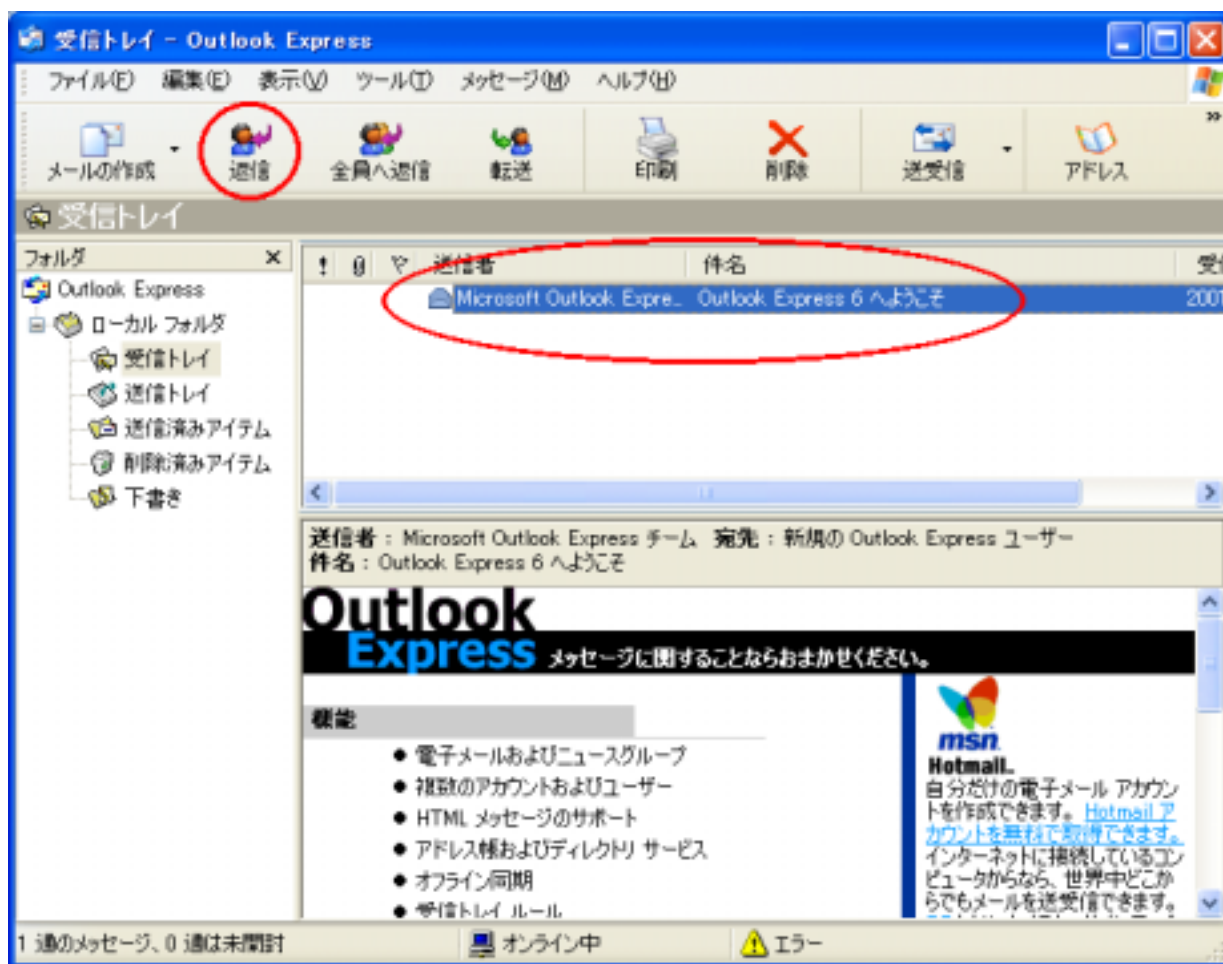 受信トレイ - Outlook Express
ファイル(F) 編集(E) 表示(V) ツール(T) メッセージ(M) ヘルプ(H)
メールの作成 返信 全員へ返信 転送 印刷 削除 送受信 アドレス
受信トレイ
フォルダ
Outlook Express
ローカル フォルダ
受信トレイ
送信トレイ
送信済みアイテム
削除済みアイテム
下書き
送信者 件名
Microsoft Outlook Expre... Outlook Express 6 へようこそ 2001
送信者 : Microsoft Outlook Express チーム 宛先 : 新規の Outlook Express ユーザー
件名 : Outlook Express 6 へようこそ
Outlook
Express メッセージに関することならおまかせください。
機能
● 電子メールおよびニュースグループ
● 複数のアカウントおよびユーザー
● HTML メッセージのサポート
● アドレス帳およびディレクトリ サービス
● オフライン同期
● 受信トレイ ルール
msn
Hotmail
自分だけの電子メール アカウン
トを作成できます。 Hotmail ア
カウントを無料で取得できます。
インターネットに接続しているコン
ピュータからなら、世界中どこか
らでもメールを送受信できます。
1 通のメッセージ、0 通は未開封 オンライン中 エラー